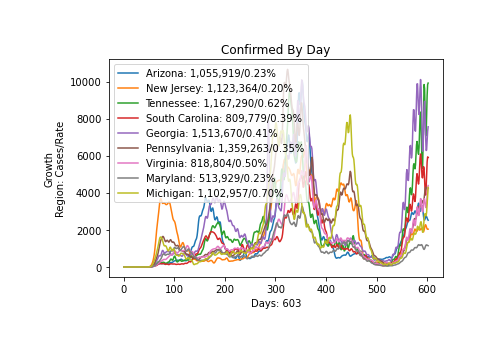 Confirmed By Day
Growth
Region: Cases/Rate
10000
8000
6000
4000
2000
0
Arizona: 1,055,919/0.23%
New Jersey: 1,123,364/0.20%
Tennessee: 1,167,290/0.62%
South Carolina: 809,779/0.39%
Georgia: 1,513,670/0.41%
Pennsylvania: 1,359,263/0.35%
Virginia: 818,804/0.50%
Maryland: 513,929/0.23%
Michigan: 1,102,957/0.70%
0 100 200 300 400 500 600
Days: 603